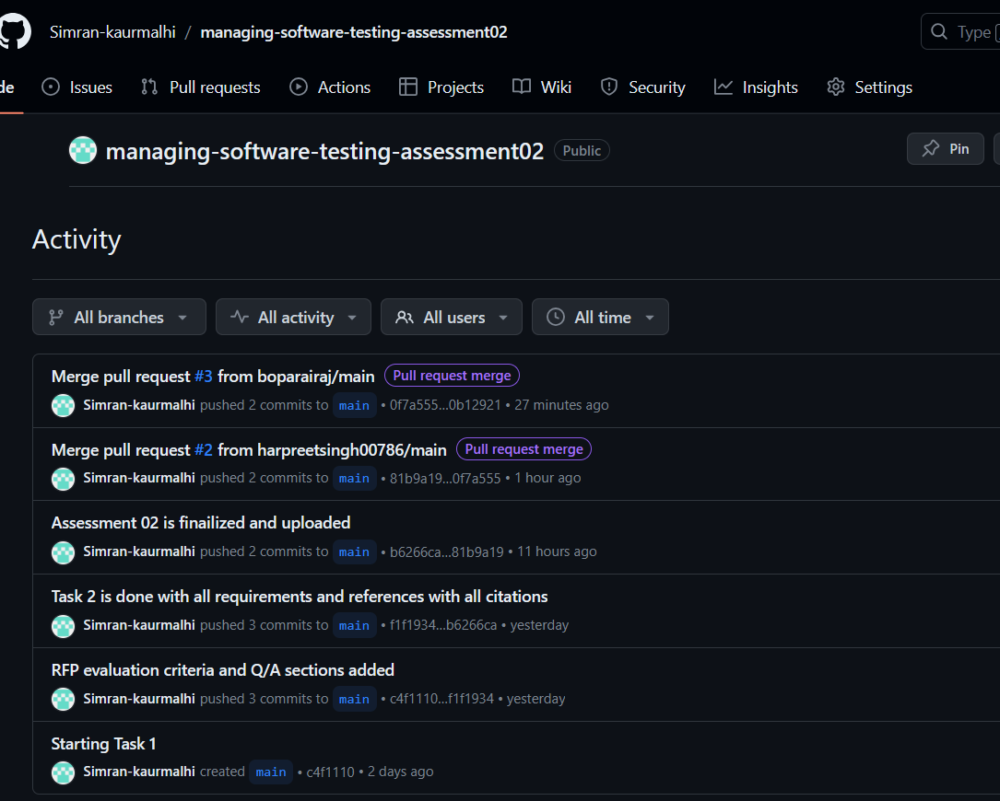 Simran-kaurmalhi / managing-software-testing-assessment02
Type
de Issues Pull requests Actions Projects Wiki Security Insights Settings
managing-software-testing-assessment02 Public Pin
Activity
All branches All activity All users All time
Merge pull request #3 from boparairaj/main Pull request merge
Simran-kaurmalhi pushed 2 commits to main • 0f7a555...0b12921 • 27 minutes ago
Merge pull request #2 from harpreetsingh00786/main Pull request merge
Simran-kaurmalhi pushed 2 commits to main • 81b9a19...0f7a555 • 1 hour ago
Assessment 02 is finailized and uploaded
Simran-kaurmalhi pushed 2 commits to main • b6266ca...81b9a19 • 11 hours ago
Task 2 is done with all requirements and references with all citations
Simran-kaurmalhi pushed 3 commits to main • f1f1934...b6266ca • yesterday
RFP evaluation criteria and Q/A sections added
Simran-kaurmalhi pushed 3 commits to main • c4f1110...f1f1934 • yesterday
Starting Task 1
Simran-kaurmalhi created main • c4f1110 • 2 days ago